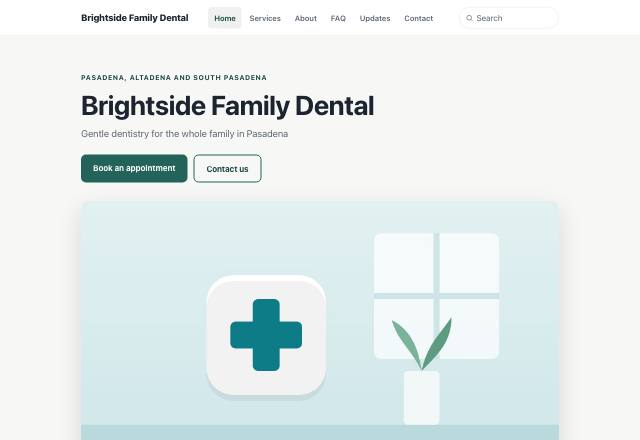 Brightside Family Dental
Home Services About FAQ Updates Contact
Search
PASADENA, ALTADENA AND SOUTH PASADENA
Brightside Family Dental
Gentle dentistry for the whole family in Pasadena
Book an appointment
Contact us